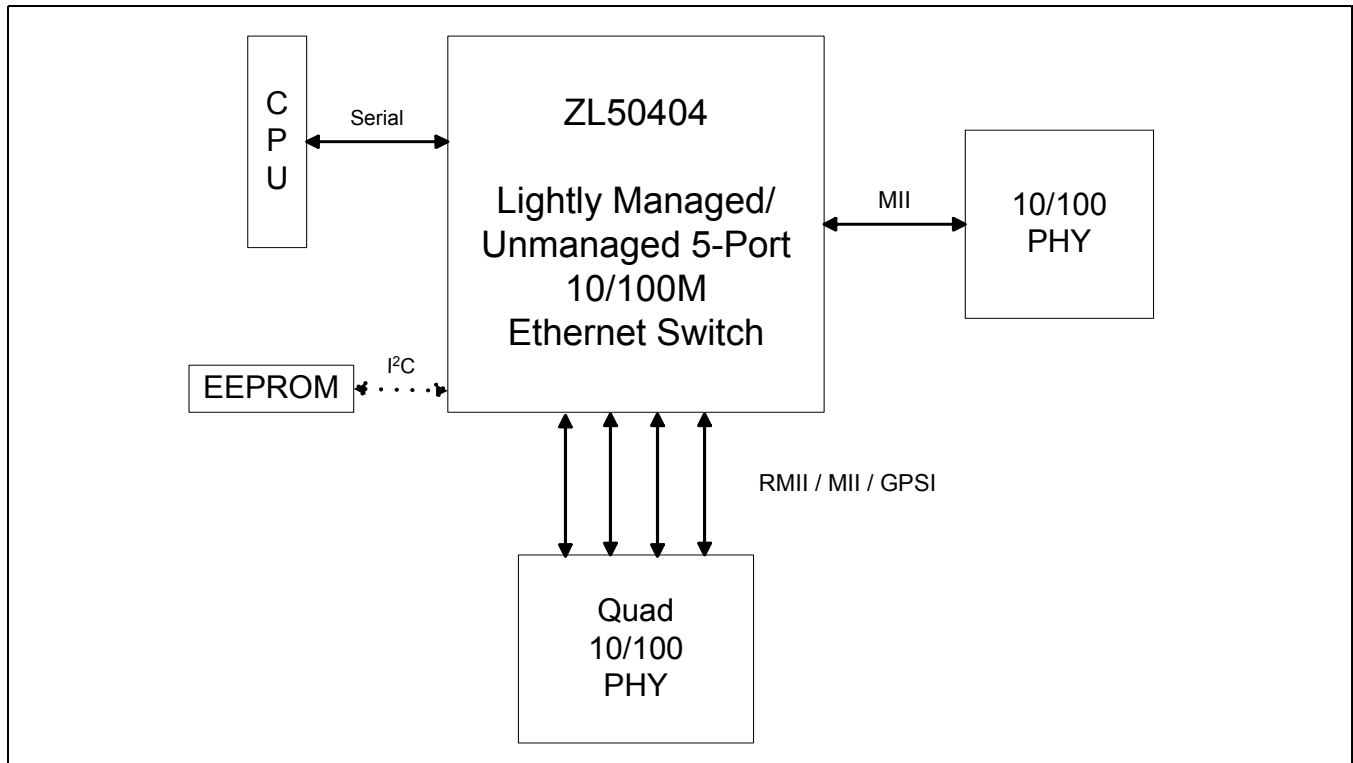 C
P
U
Serial
ZL50404
Lightly Managed/
Unmanaged 5-Port
10/100M
Ethernet Switch
MII
10/100
PHY
EEPROM
I²C
RMII / MII / GPSI
Quad
10/100
PHY